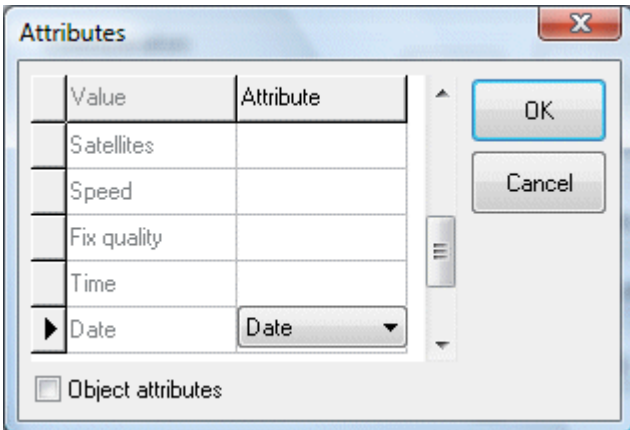 Attributes
Value Attribute
Satellites
Speed
Fix quality
Time
Date Date
Object attributes
OK
Cancel